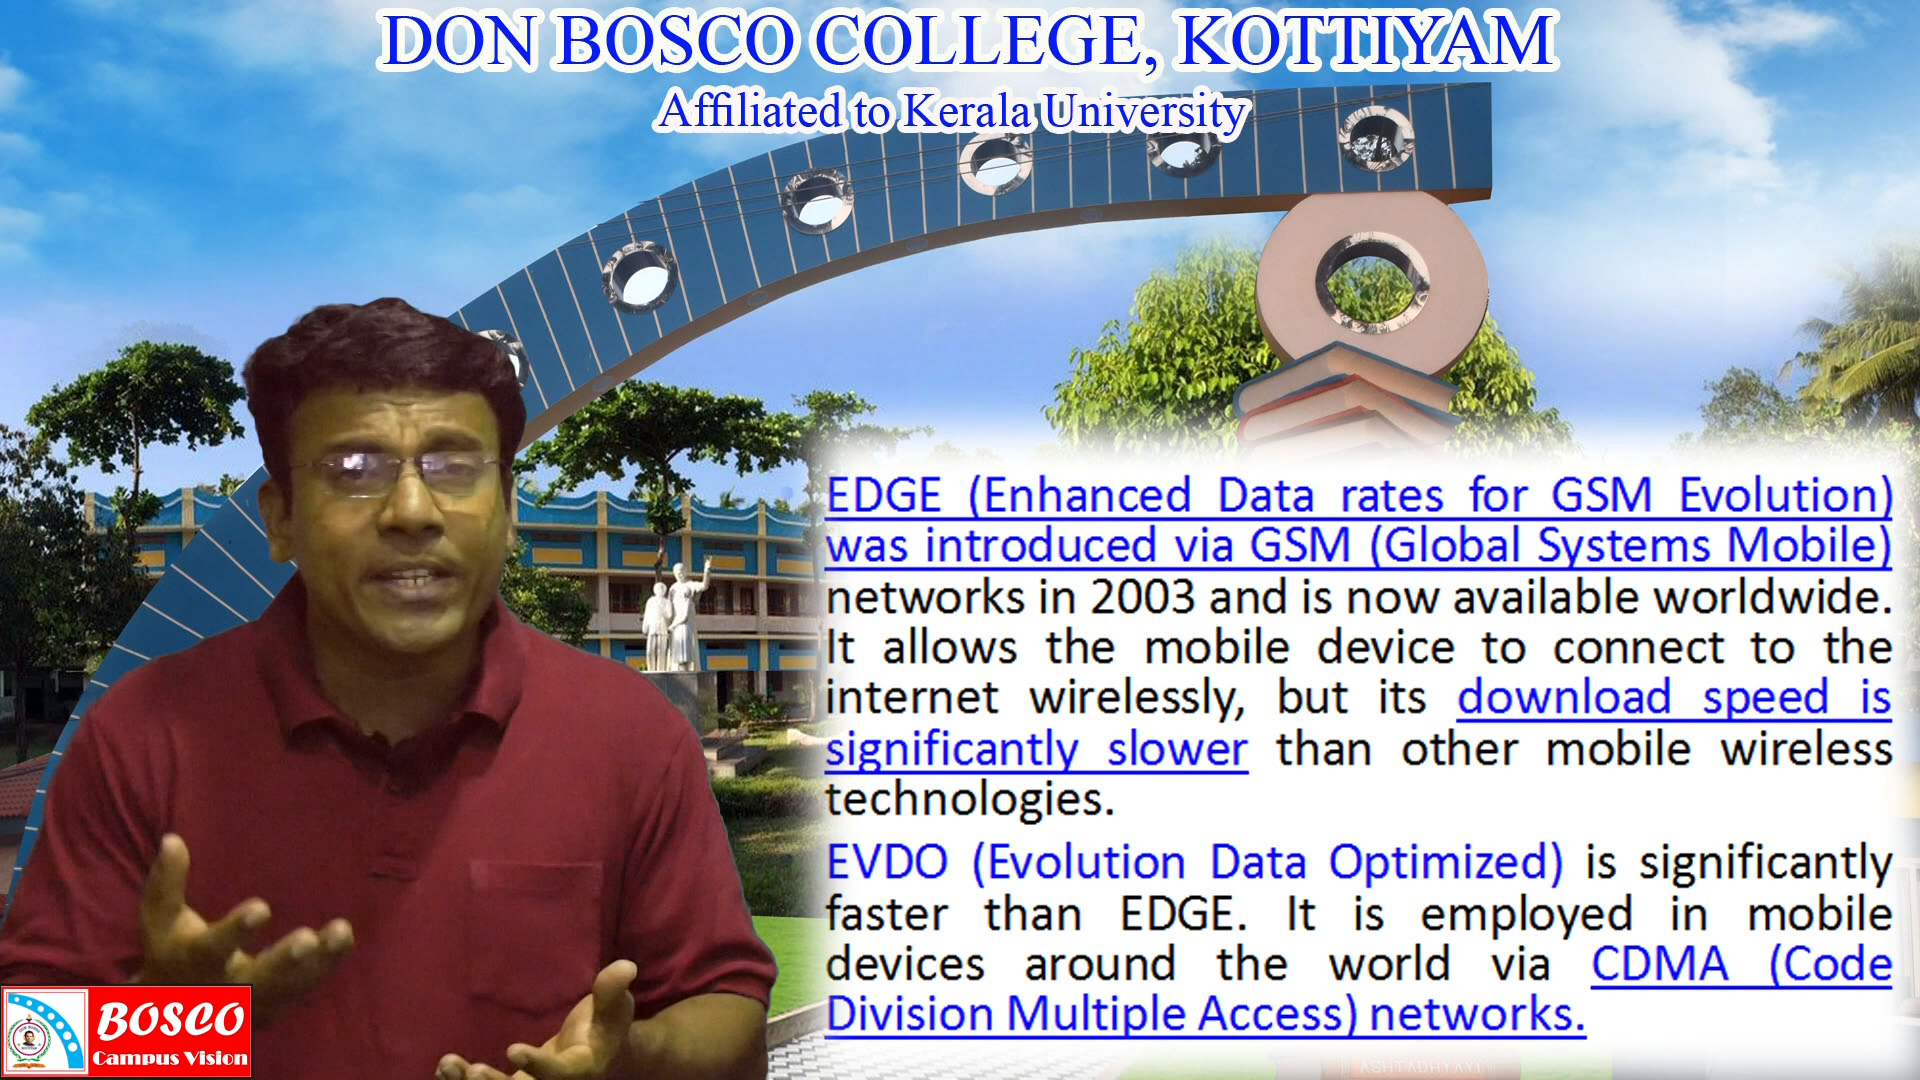 DON BOSCO COLLEGE, KOTTIYAM
Affiliated to Kerala University
EDGE (Enhanced Data rates for GSM Evolution)
was introduced via GSM (Global Systems Mobile)
networks in 2003 and is now available worldwide.
It allows the mobile device to connect to the
internet wirelessly, but its download speed is
significantly slower than other mobile wireless
technologies.
EVDO (Evolution Data Optimized) is significantly
faster than EDGE. It is employed in mobile
devices around the world via CDMA (Code
Division Multiple Access) networks.
BOSCO
Campus Vision
ASHTADHYAYI